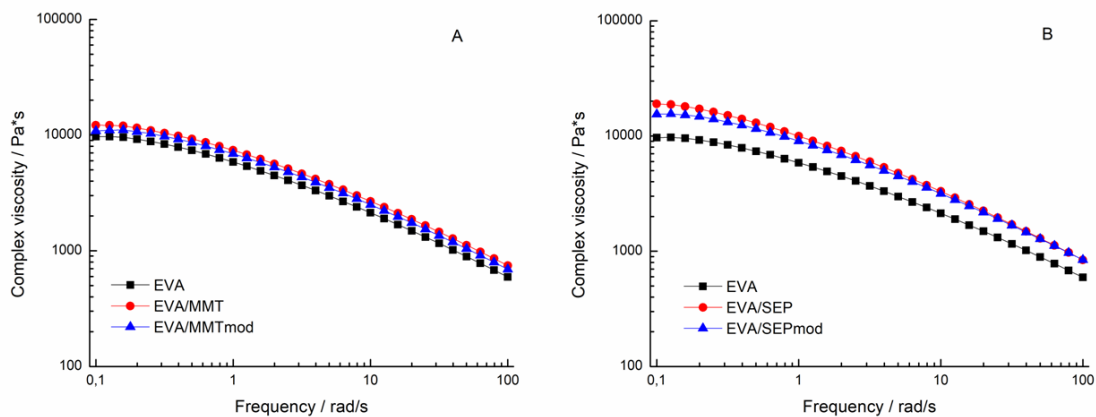 A
Complex viscosity / Pa*s
100000
10000
1000
100
EVA
EVA/MMT
EVA/MMTmod
0,1
1
10
100
Frequency / rad/s
B
Complex viscosity / Pa*s
100000
10000
1000
100
EVA
EVA/SEP
EVA/SEPmod
0,1
1
10
100
Frequency / rad/s